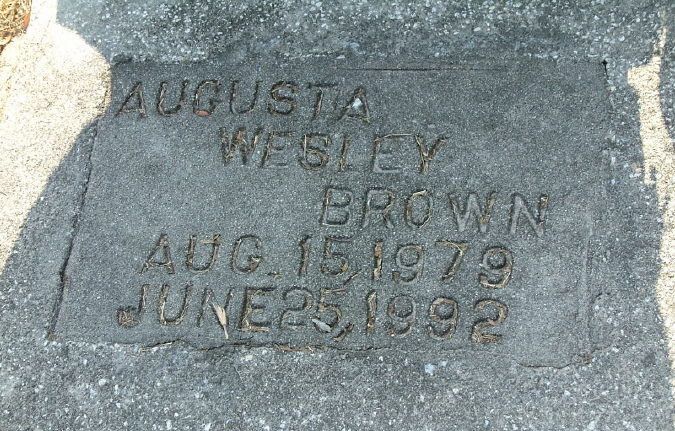 AUGUSTA
WESLEY
BROWN
AUG. 15, 1979
JUNE 25, 1992